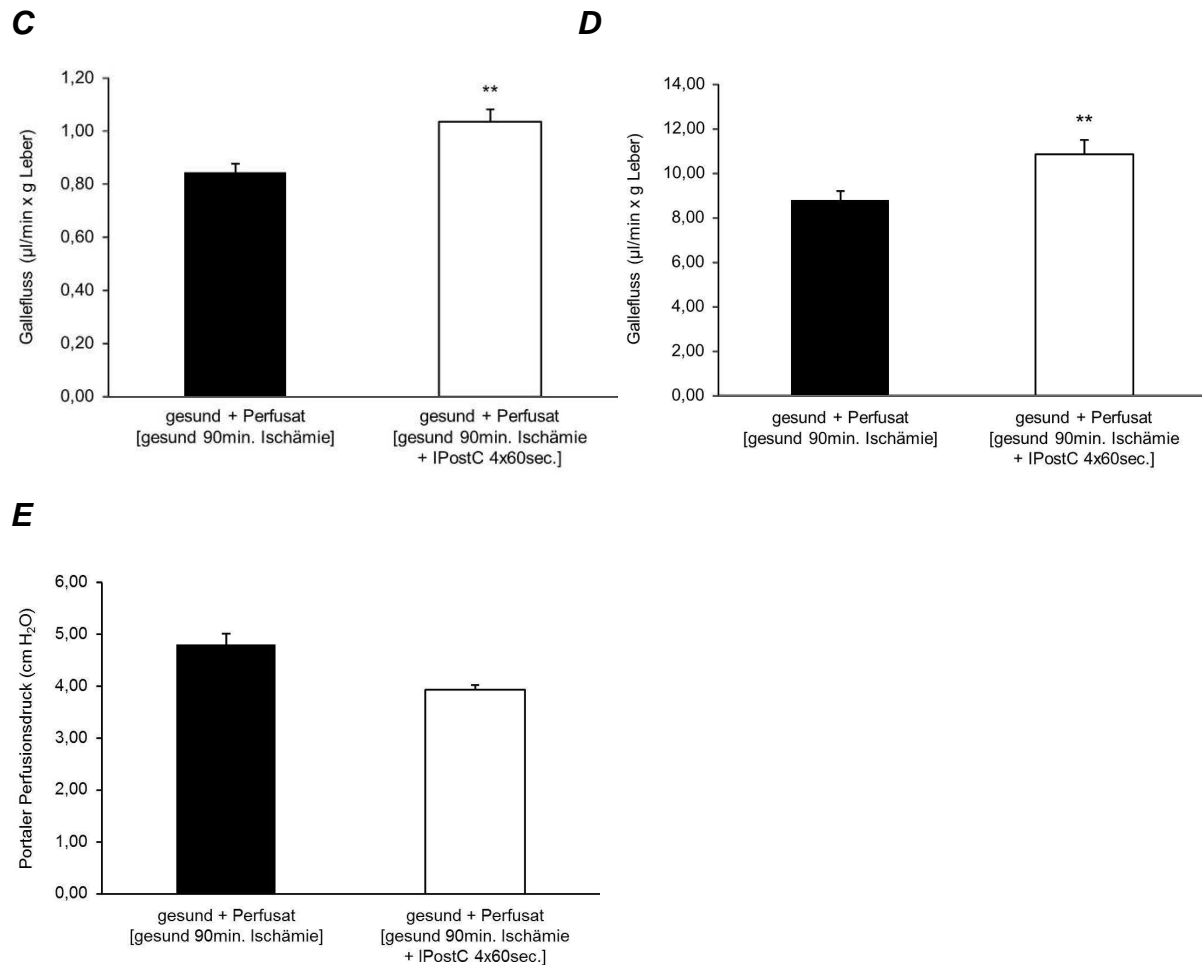 C
Gallefluss (µl/min x g Leber)
1,20
1,00
0,80
0,60
0,40
0,20
0,00
**
gesund + Perfusat
[gesund 90min. Ischämie]
gesund + Perfusat
[gesund 90min. Ischämie
+ IPostC 4x60sec.]
D
Gallefluss (µl/min x g Leber)
14,00
12,00
10,00
8,00
6,00
4,00
2,00
0,00
**
gesund + Perfusat
[gesund 90min. Ischämie]
gesund + Perfusat
[gesund 90min. Ischämie
+ IPostC 4x60sec.]
E
Portaler Perfusionsdruck (cm H₂O)
6,00
5,00
4,00
3,00
2,00
1,00
0,00
gesund + Perfusat
[gesund 90min. Ischämie]
gesund + Perfusat
[gesund 90min. Ischämie
+ IPostC 4x60sec.]